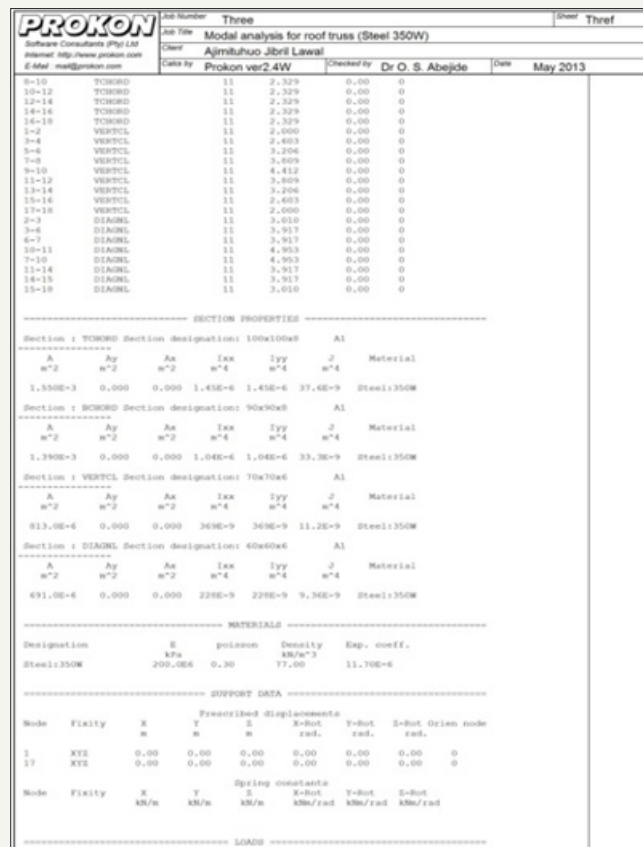 PROKON
Software Consultants (Pty) Ltd
Internet: http://www.prokon.com
E-Mail : mail@prokon.com
Job Number Three Sheet Thref
Job Title Modal analysis for roof truss (Steel 350W)
Client Ajimituhuo Jibril Lawal
Calcs by Prokon ver2.4W Checked by Dr O. S. Abejide Date May 2013
8-10 TCHORD 11 2.329 0.00 0
10-12 TCHORD 11 2.329 0.00 0
12-14 TCHORD 11 2.329 0.00 0
14-16 TCHORD 11 2.329 0.00 0
16-18 TCHORD 11 2.329 0.00 0
1-2 VERTCL 11 2.000 0.00 0
3-4 VERTCL 11 2.603 0.00 0
5-6 VERTCL 11 3.206 0.00 0
7-8 VERTCL 11 3.809 0.00 0
9-10 VERTCL 11 4.412 0.00 0
11-12 VERTCL 11 3.809 0.00 0
13-14 VERTCL 11 3.206 0.00 0
15-16 VERTCL 11 2.603 0.00 0
17-18 VERTCL 11 2.000 0.00 0
2-3 DIAGNL 11 3.010 0.00 0
3-6 DIAGNL 11 3.917 0.00 0
6-7 DIAGNL 11 3.917 0.00 0
10-11 DIAGNL 11 4.953 0.00 0
7-10 DIAGNL 11 4.953 0.00 0
11-14 DIAGNL 11 3.917 0.00 0
14-15 DIAGNL 11 3.917 0.00 0
15-18 DIAGNL 11 3.010 0.00 0
SECTION PROPERTIES
Section : TCHORD Section designation: 100x100x8 A1
A Ay Ax Ixx Iyy J Material
m^2 m^2 m^2 m^4 m^4 m^4
1.550E-3 0.000 0.000 1.45E-6 1.45E-6 37.6E-9 Steel:350W
Section : BCHORD Section designation: 90x90x8 A1
A Ay Ax Ixx Iyy J Material
m^2 m^2 m^2 m^4 m^4 m^4
1.390E-3 0.000 0.000 1.04E-6 1.04E-6 33.3E-9 Steel:350W
Section : VERTCL Section designation: 70x70x6 A1
A Ay Ax Ixx Iyy J Material
m^2 m^2 m^2 m^4 m^4 m^4
813.0E-6 0.000 0.000 369E-9 369E-9 11.2E-9 Steel:350W
Section : DIAGNL Section designation: 60x60x6 A1
A Ay Ax Ixx Iyy J Material
m^2 m^2 m^2 m^4 m^4 m^4
691.0E-6 0.000 0.000 228E-9 228E-9 9.36E-9 Steel:350W
MATERIALS
Designation E poisson Density Exp. coeff.
kPa kN/m^3
Steel:350W 200.0E6 0.30 77.00 11.70E-6
SUPPORT DATA
Prescribed displacements
Node Fixity X Y Z X-Rot Y-Rot Z-Rot Orien node
m m m rad. rad. rad.
1 XYZ 0.00 0.00 0.00 0.00 0.00 0.00 0
17 XYZ 0.00 0.00 0.00 0.00 0.00 0.00 0
Spring constants
Node Fixity X Y Z X-Rot Y-Rot Z-Rot
kN/m kN/m kN/m kNm/rad kNm/rad kNm/rad
LOADS